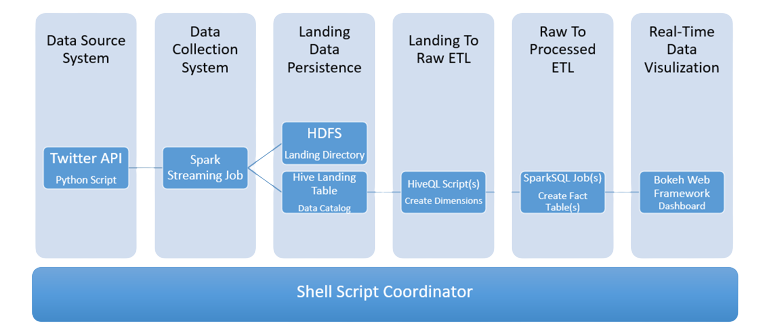 Data Source
System
Data
Collection
System
Landing
Data
Persistence
Landing To
Raw ETL
Raw To
Processed
ETL
Real-Time
Data
Visulization
Twitter API
Python Script
Spark
Streaming Job
HDFS
Landing Directory
Hive Landing
Table
Data Catalog
HiveQL Script(s)
Create Dimensions
SparkSQL Job(s)
Create Fact
Table(s)
Bokeh Web
Framework
Dashboard
Shell Script Coordinator